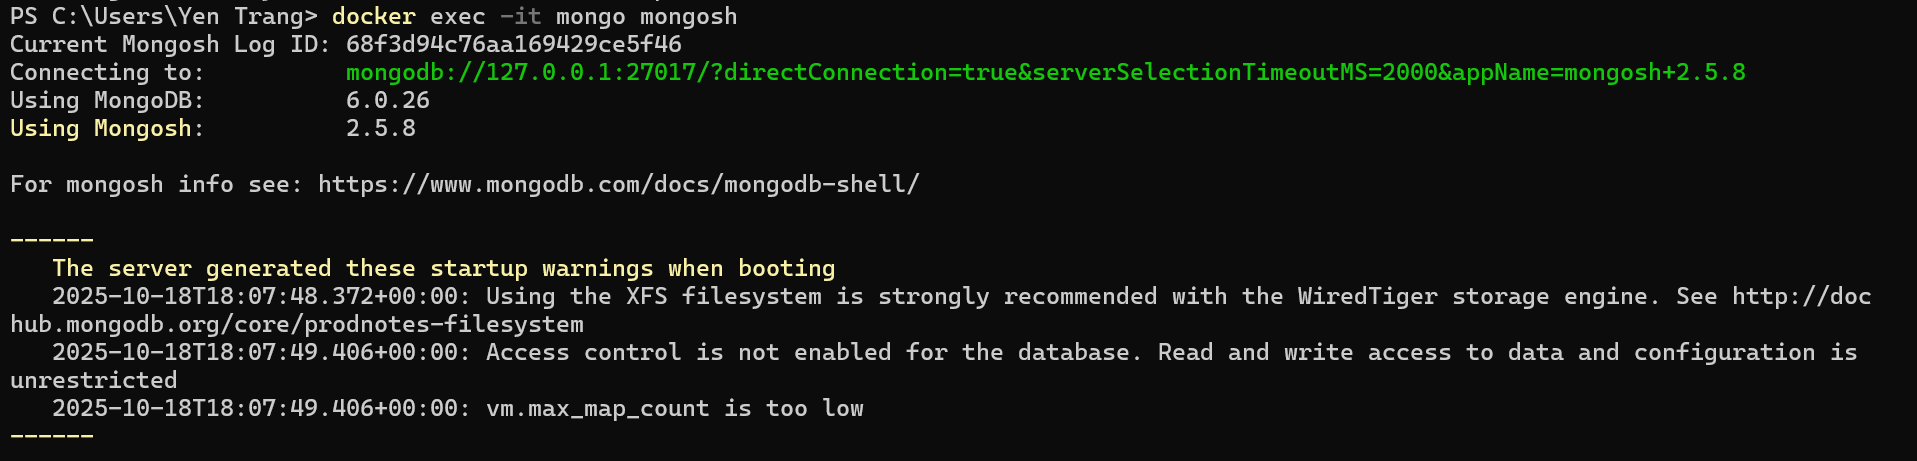 PS C:\Users\Yen Trang> docker exec -it mongo mongosh
Current Mongosh Log ID: 68f3d94c76aa169429ce5f46
Connecting to:          mongodb://127.0.0.1:27017/?directConnection=true&serverSelectionTimeoutMS=2000&appName=mongosh+2.5.8
Using MongoDB:          6.0.26
Using Mongosh:          2.5.8

For mongosh info see: https://www.mongodb.com/docs/mongodb-shell/

------
   The server generated these startup warnings when booting
   2025-10-18T18:07:48.372+00:00: Using the XFS filesystem is strongly recommended with the WiredTiger storage engine. See http://doc
hub.mongodb.org/core/prodnotes-filesystem
   2025-10-18T18:07:49.406+00:00: Access control is not enabled for the database. Read and write access to data and configuration is
unrestricted
   2025-10-18T18:07:49.406+00:00: vm.max_map_count is too low
------